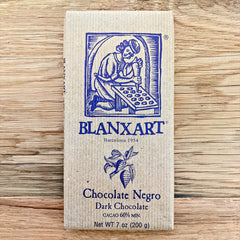 BLANXART®
Barcelona 1954
Chocolate Negro
Dark Chocolate
CACAO 60% MIN.
NET WT 7 oz (200 g)